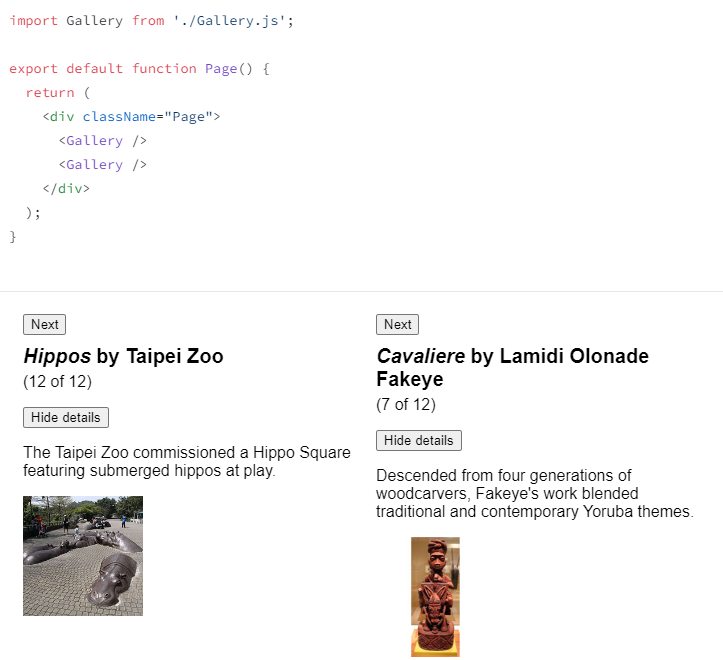 import Gallery from './Gallery.js';
export default function Page() {
return (
<div className="Page">
<Gallery />
<Gallery />
</div>
);
}
Next
Hippos by Taipei Zoo
(12 of 12)
Hide details
The Taipei Zoo commissioned a Hippo Square
featuring submerged hippos at play.
Next
Cavaliere by Lamidi Olonade
Fakeye
(7 of 12)
Hide details
Descended from four generations of
woodcarvers, Fakeye's work blended
traditional and contemporary Yoruba themes.